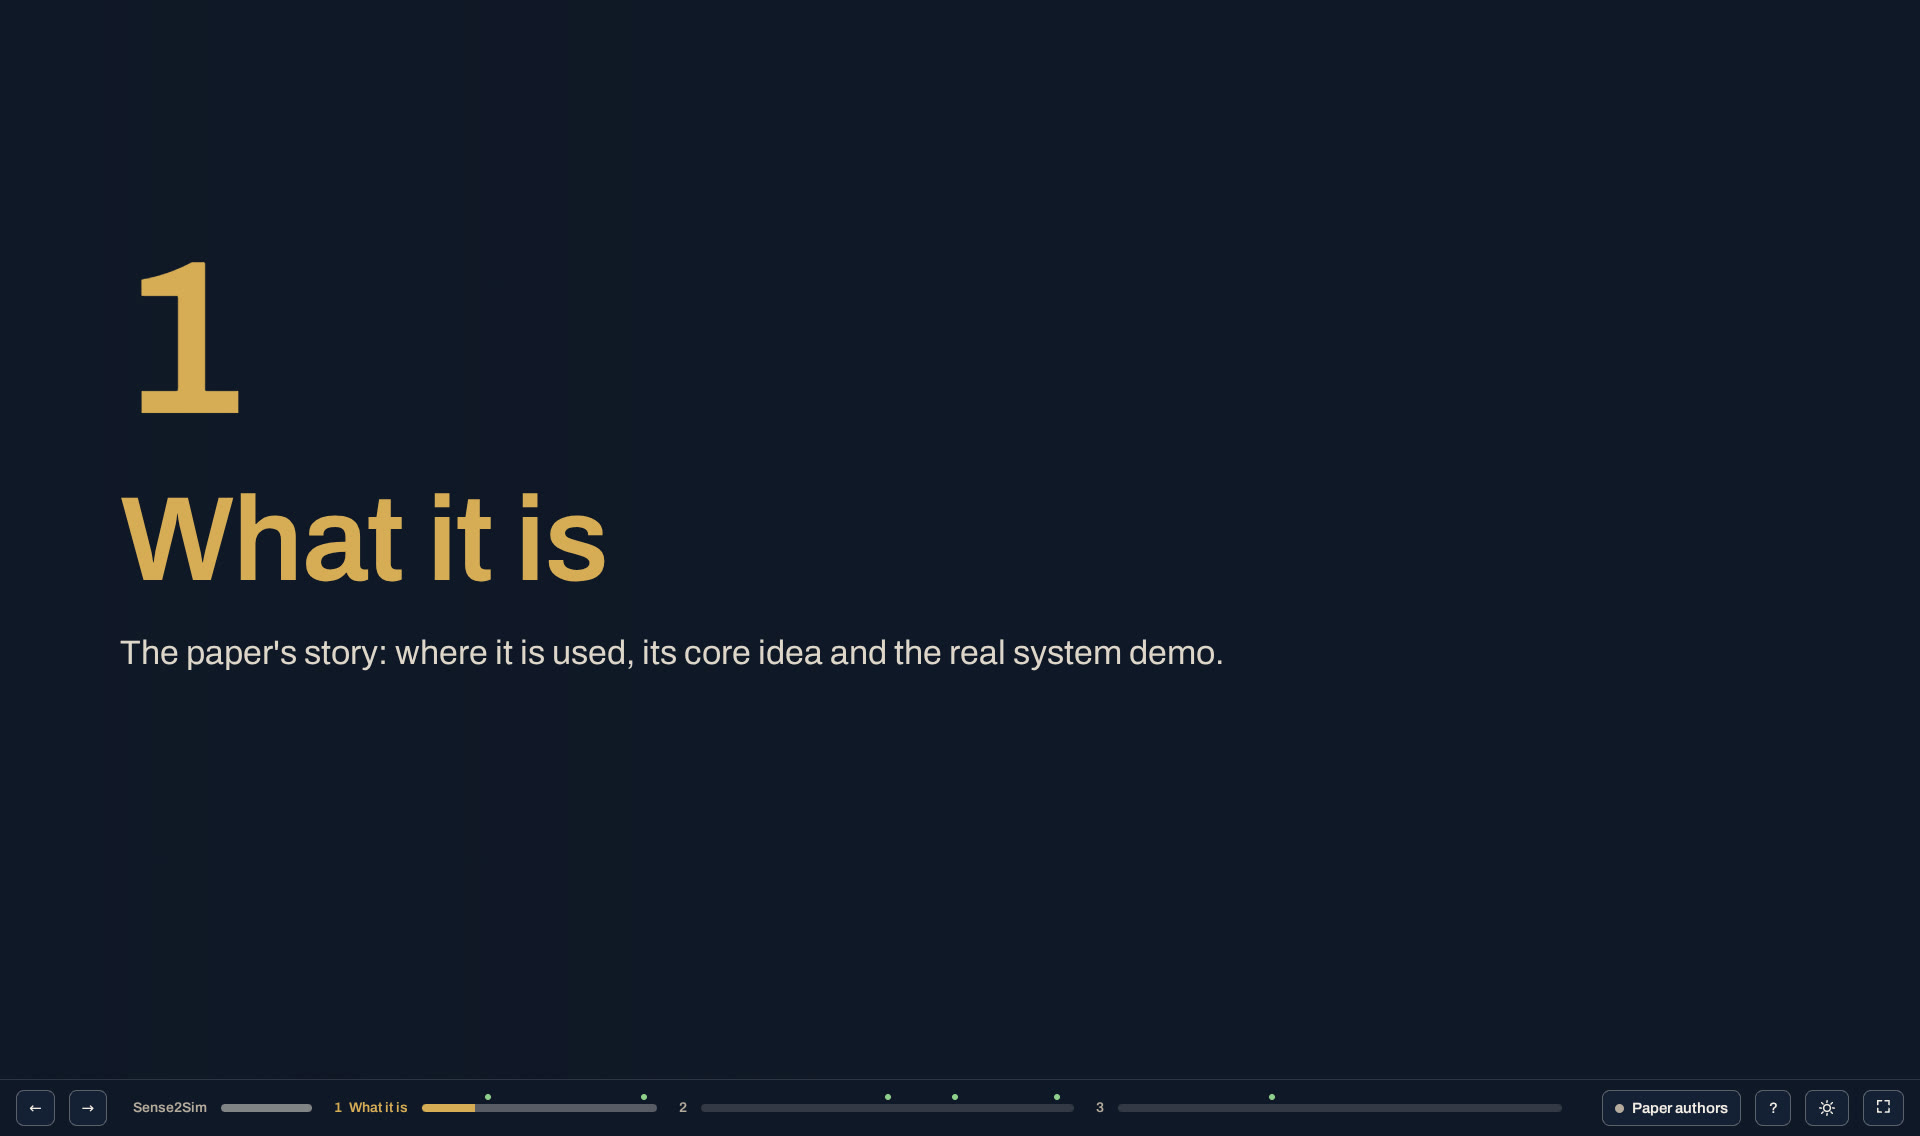 1
What it is
The paper's story: where it is used, its core idea and the real system demo.
← → Sense2Sim 1 What it is 2 3 Paper authors ?